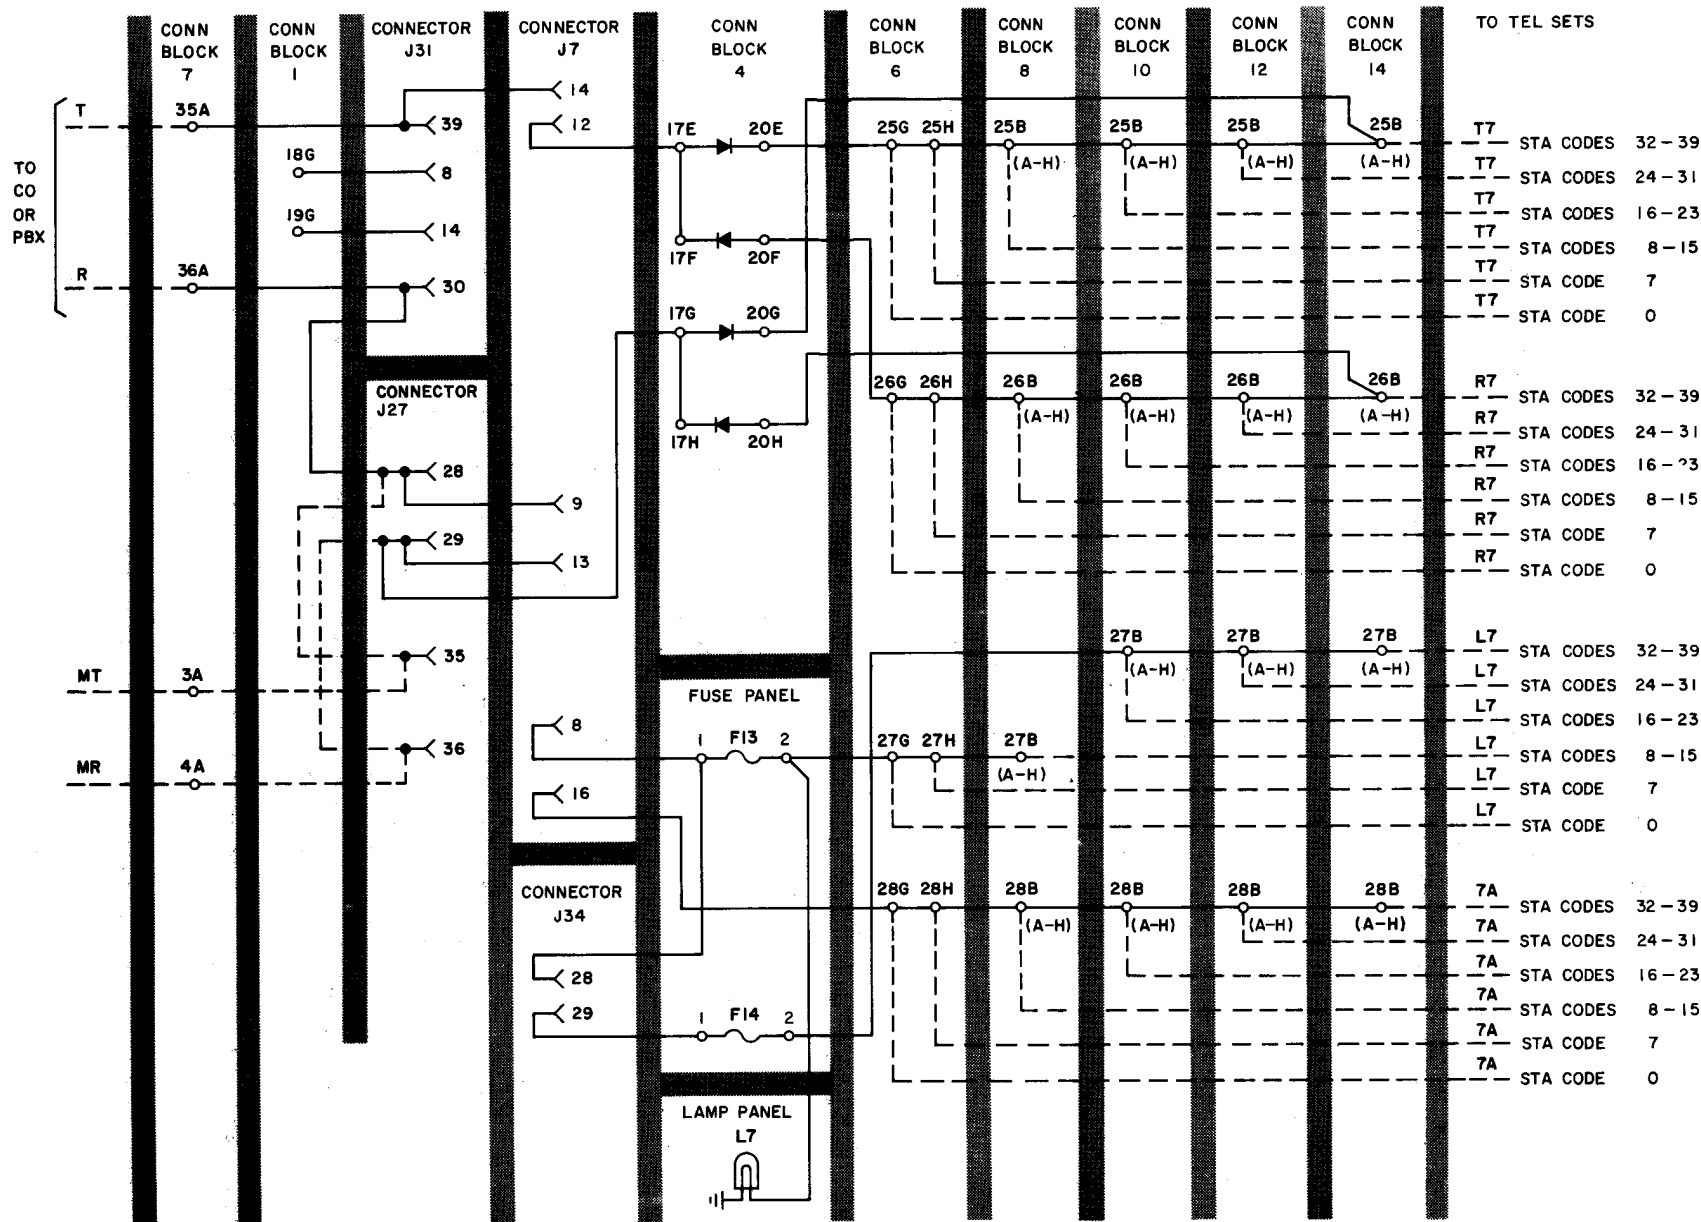 CONN BLOCK 7
CONN BLOCK 1
CONNECTOR J31
CONNECTOR J7
CONN BLOCK 4
CONN BLOCK 6
CONN BLOCK 8
CONN BLOCK 10
CONN BLOCK 12
CONN BLOCK 14
TO TEL SETS
TO CO OR PBX
T
35A
39
14
12
18G
8
19G
14
R
36A
30
17E
20E
17F
20F
17G
20G
17H
20H
25G
25H
25B
25B
25B
25B
(A-H)
(A-H)
(A-H)
(A-H)
T7
STA CODES 32-39
T7
STA CODES 24-31
T7
STA CODES 16-23
T7
STA CODES 8-15
T7
STA CODE 7
T7
STA CODE 0
CONNECTOR J27
28
9
29
13
26G
26H
26B
26B
26B
26B
(A-H)
(A-H)
(A-H)
(A-H)
R7
STA CODES 32-39
R7
STA CODES 24-31
R7
STA CODES
R7
STA CODES 8-15
R7
STA CODE 7
R7
STA CODE 0
MT
3A
35
MR
4A
36
FUSE PANEL
8
1
F13
2
16
27G
27H
27B
(A-H)
27B
27B
27B
(A-H)
(A-H)
(A-H)
L7
STA CODES 32-39
L7
STA CODES 24-31
L7
STA CODES 16-23
L7
STA CODES 8-15
L7
STA CODE 7
L7
STA CODE 0
CONNECTOR J34
28
29
1
F14
2
28G
28H
28B
28B
28B
28B
(A-H)
(A-H)
(A-H)
(A-H)
7A
STA CODES 32-39
7A
STA CODES 24-31
7A
STA CODES 16-23
7A
STA CODES 8-15
7A
STA CODE 7
7A
STA CODE 0
LAMP PANEL
L7